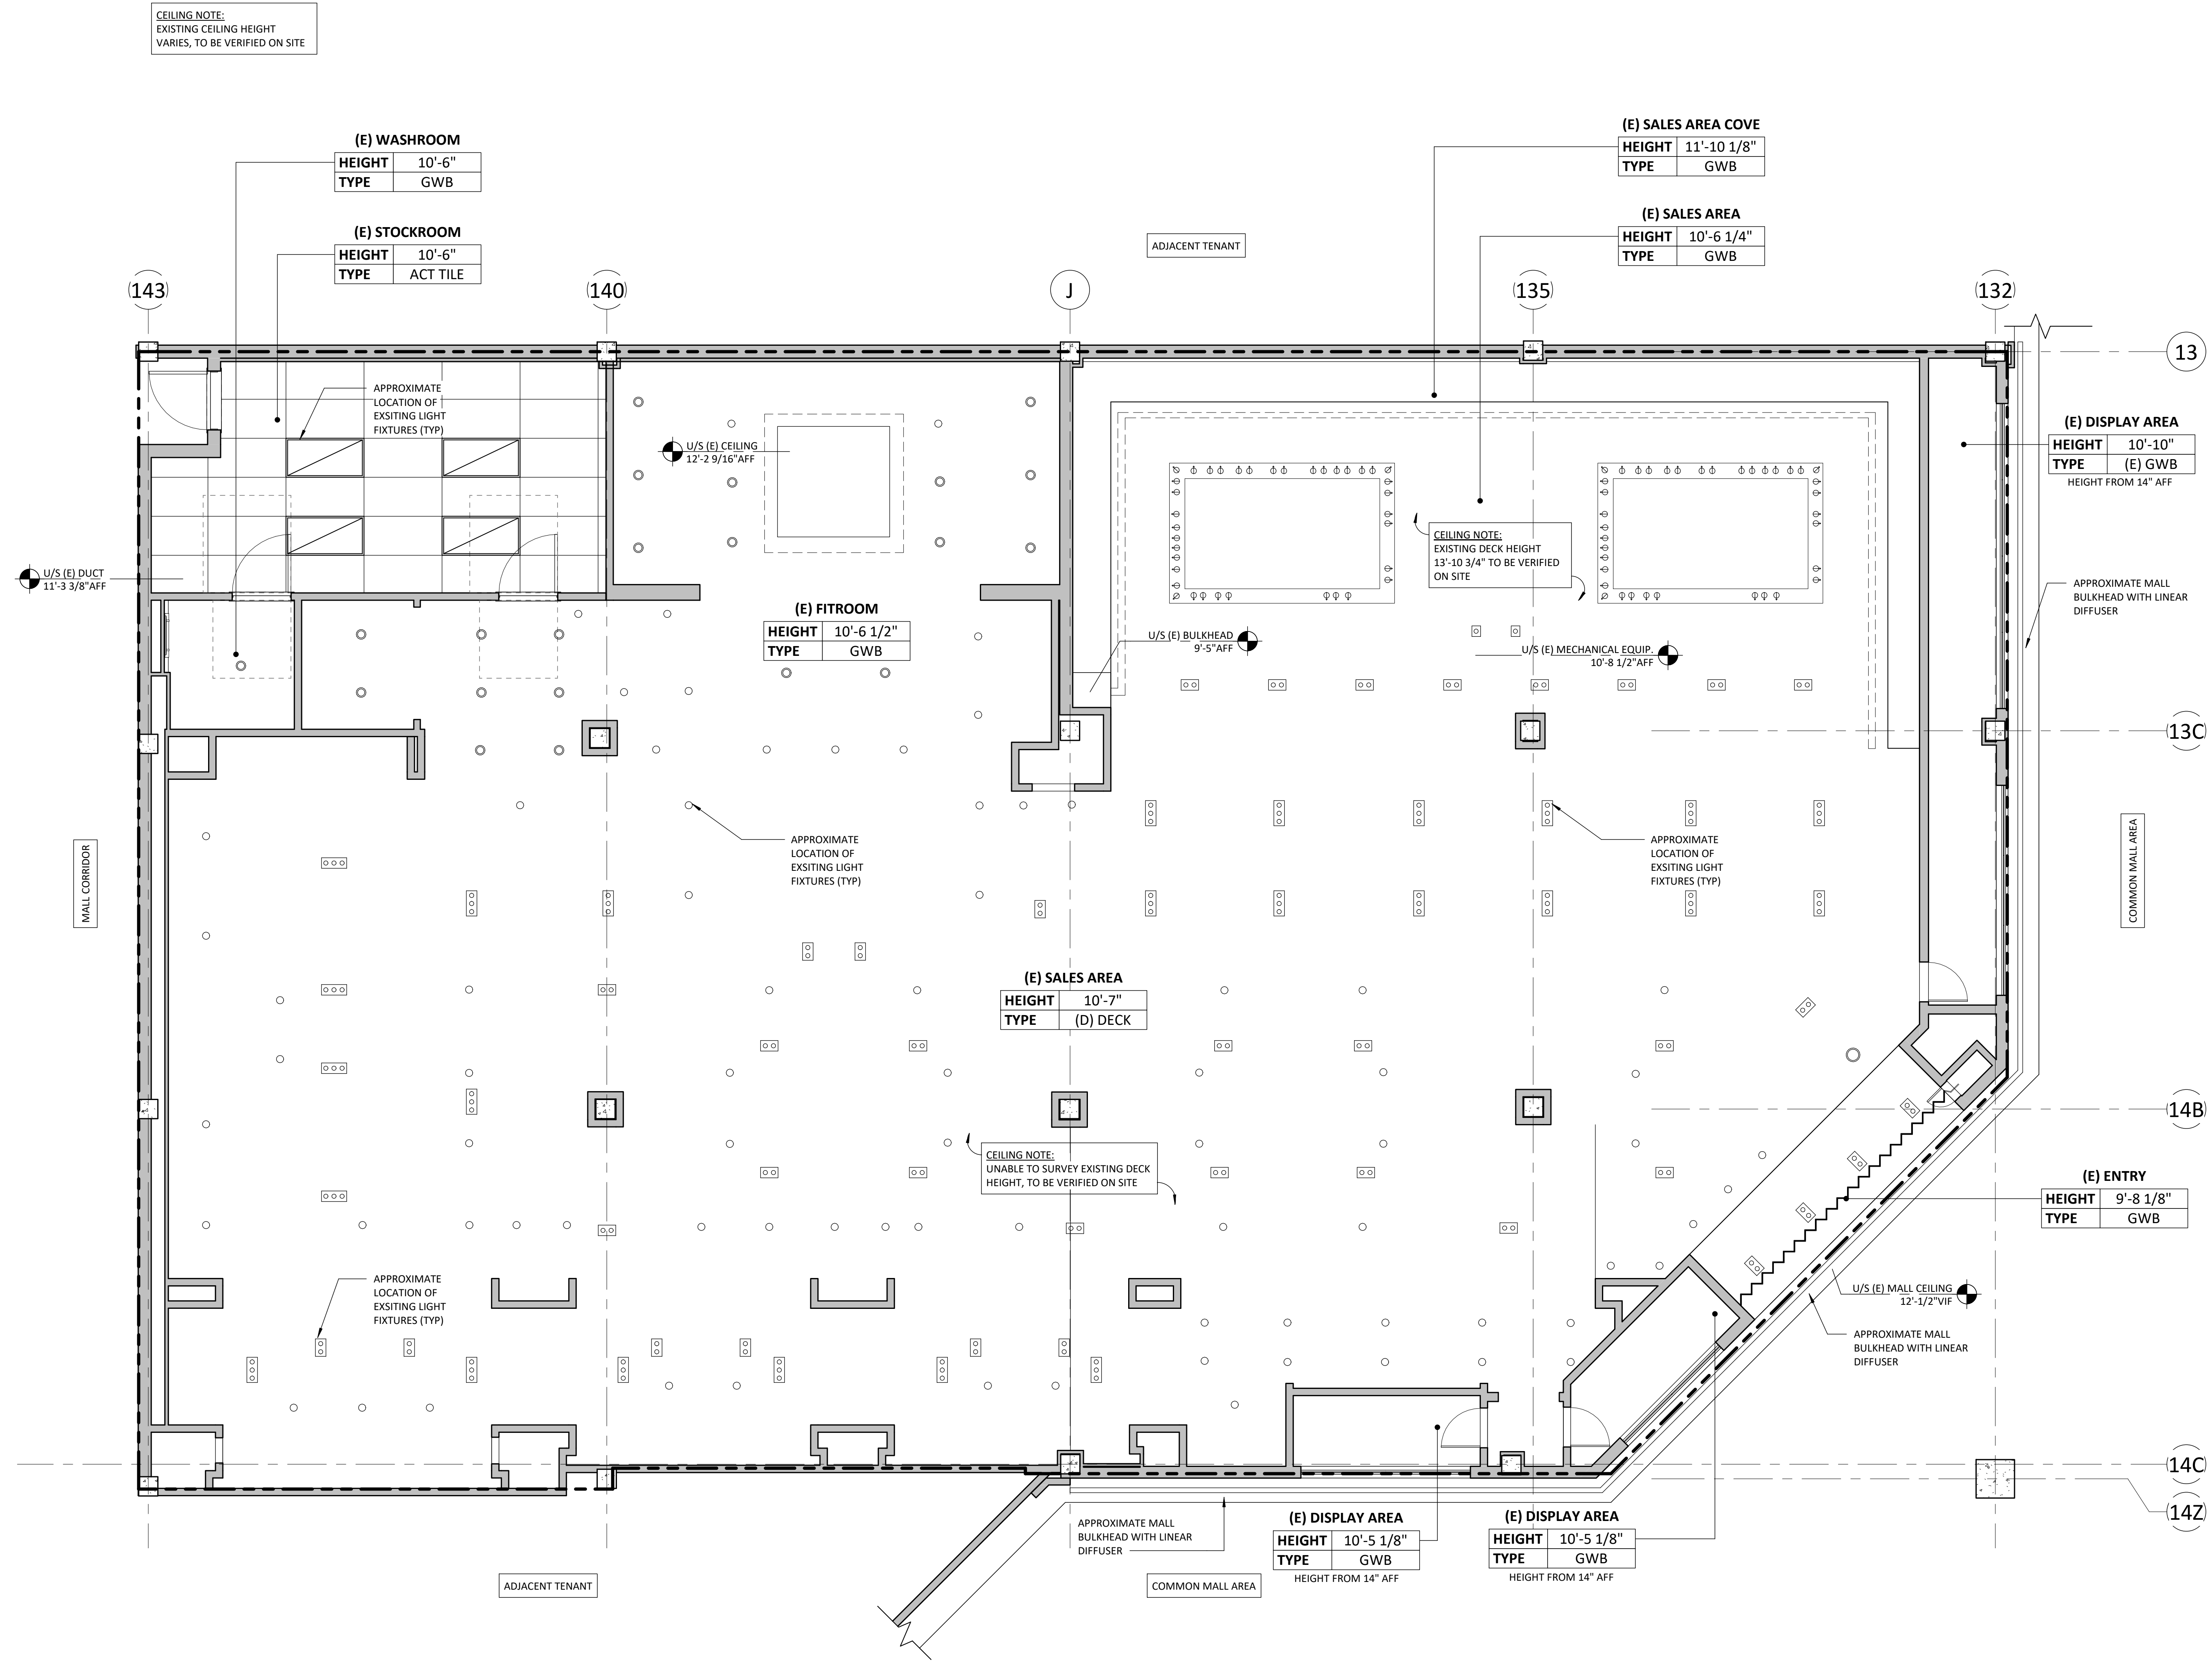 CEILING NOTE:
EXISTING CEILING HEIGHT
VARIES, TO BE VERIFIED ON SITE
(E) SALES AREA COVE
HEIGHT 11'-10 1/8"
TYPE GWB
(E) WASHROOM
HEIGHT 10'-6"
TYPE GWB
(E) SALES AREA
HEIGHT 10'-6 1/4"
TYPE GWB
(E) STOCKROOM
HEIGHT 10'-6"
TYPE ACT TILE
ADJACENT TENANT
143
140
J
135
132
13
APPROXIMATE
LOCATION OF
EXSITING LIGHT
FIXTURES (TYP)
U/S (E) CEILING
12'-2 9/16"AFF
(E) DISPLAY AREA
HEIGHT 10'-10"
TYPE (E) GWB
HEIGHT FROM 14" AFF
CEILING NOTE:
EXISTING DECK HEIGHT
13'-10 3/4" TO BE VERIFIED
ON SITE
U/S (E) DUCT
11'-3 3/8"AFF
APPROXIMATE MALL
BULKHEAD WITH LINEAR
DIFFUSER
(E) FITROOM
HEIGHT 10'-6 1/2"
TYPE GWB
U/S (E) BULKHEAD
9'-5"AFF
U/S (E) MECHANICAL EQUIP.
10'-8 1/2"AFF
13C
MALL CORRIDOR
APPROXIMATE
LOCATION OF
EXSITING LIGHT
FIXTURES (TYP)
APPROXIMATE
LOCATION OF
EXSITING LIGHT
FIXTURES (TYP)
COMMON MALL AREA
(E) SALES AREA
HEIGHT 10'-7"
TYPE (D) DECK
14B
CEILING NOTE:
UNABLE TO SURVEY EXISTING DECK
HEIGHT, TO BE VERIFIED ON SITE
(E) ENTRY
HEIGHT 9'-8 1/8"
TYPE GWB
APPROXIMATE
LOCATION OF
EXSITING LIGHT
FIXTURES (TYP)
U/S (E) MALL CEILING
12'-1/2"VIF
APPROXIMATE MALL
BULKHEAD WITH LINEAR
DIFFUSER
14C
14Z
APPROXIMATE MALL
BULKHEAD WITH LINEAR
DIFFUSER
(E) DISPLAY AREA
HEIGHT 10'-5 1/8"
TYPE GWB
HEIGHT FROM 14" AFF
(E) DISPLAY AREA
HEIGHT 10'-5 1/8"
TYPE GWB
HEIGHT FROM 14" AFF
ADJACENT TENANT
COMMON MALL AREA